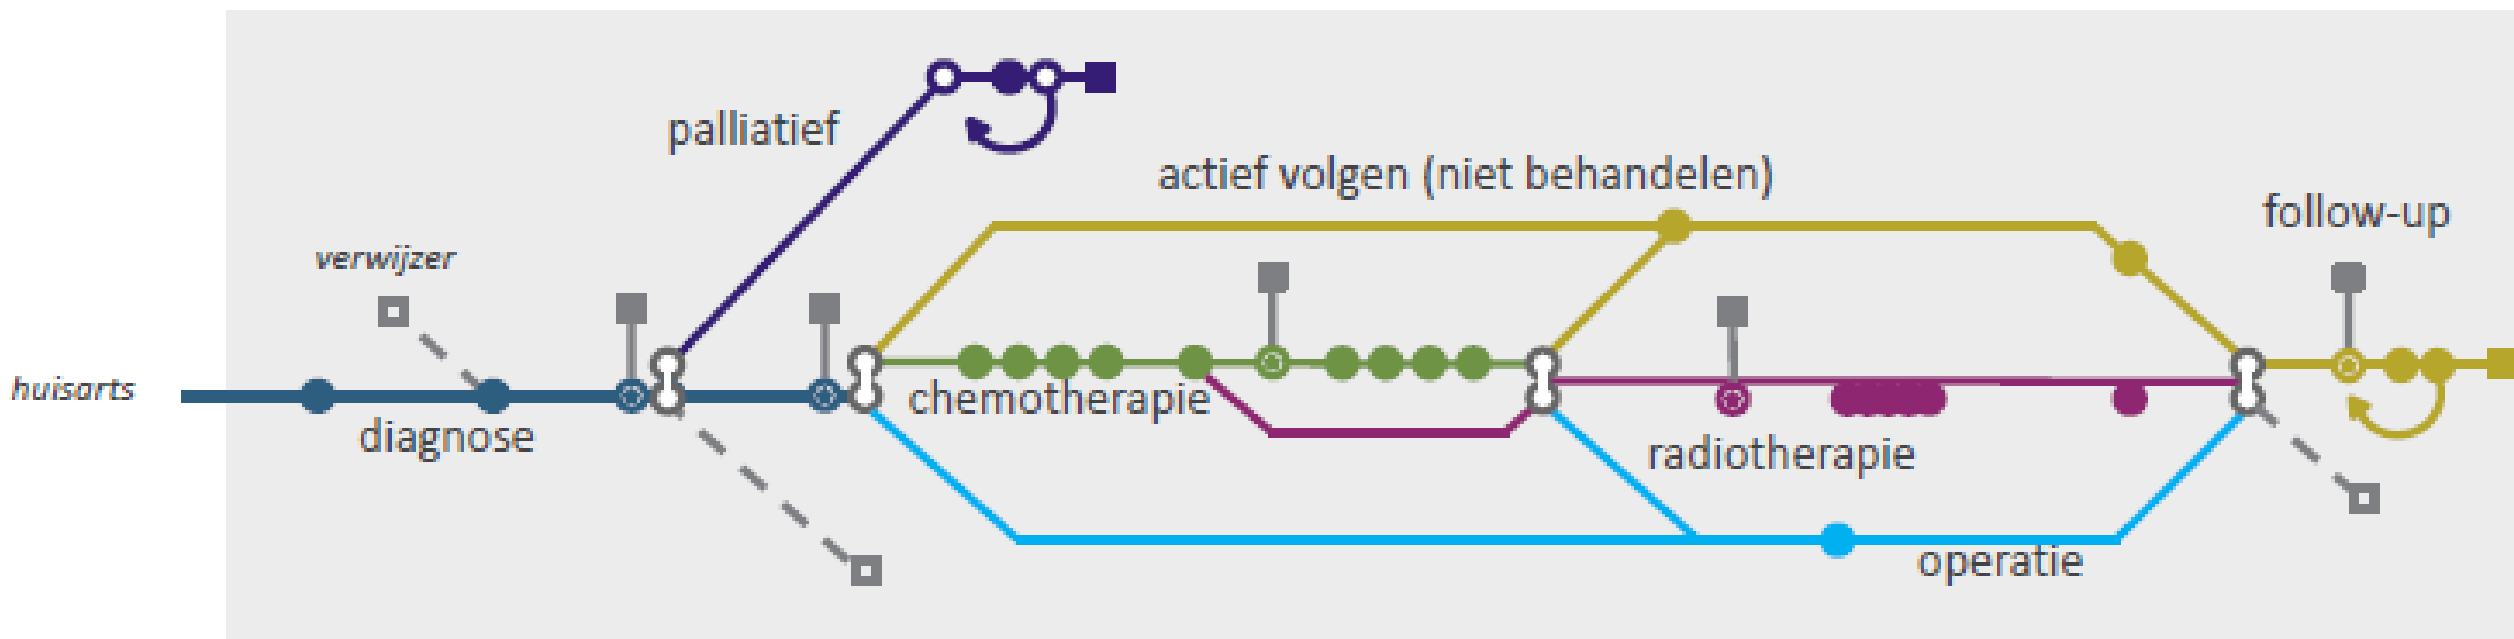 palliatief
actief volgen (niet behandelen)
follow-up
verwijzer
huisarts
chemotherapie
diagnose
radiotherapie
operatie